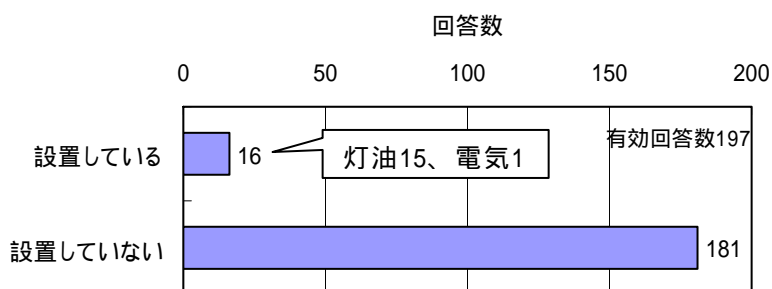 回答数
0 50 100 150 200
有効回答数197
設置している 16 灯油15、電気1
設置していない 181